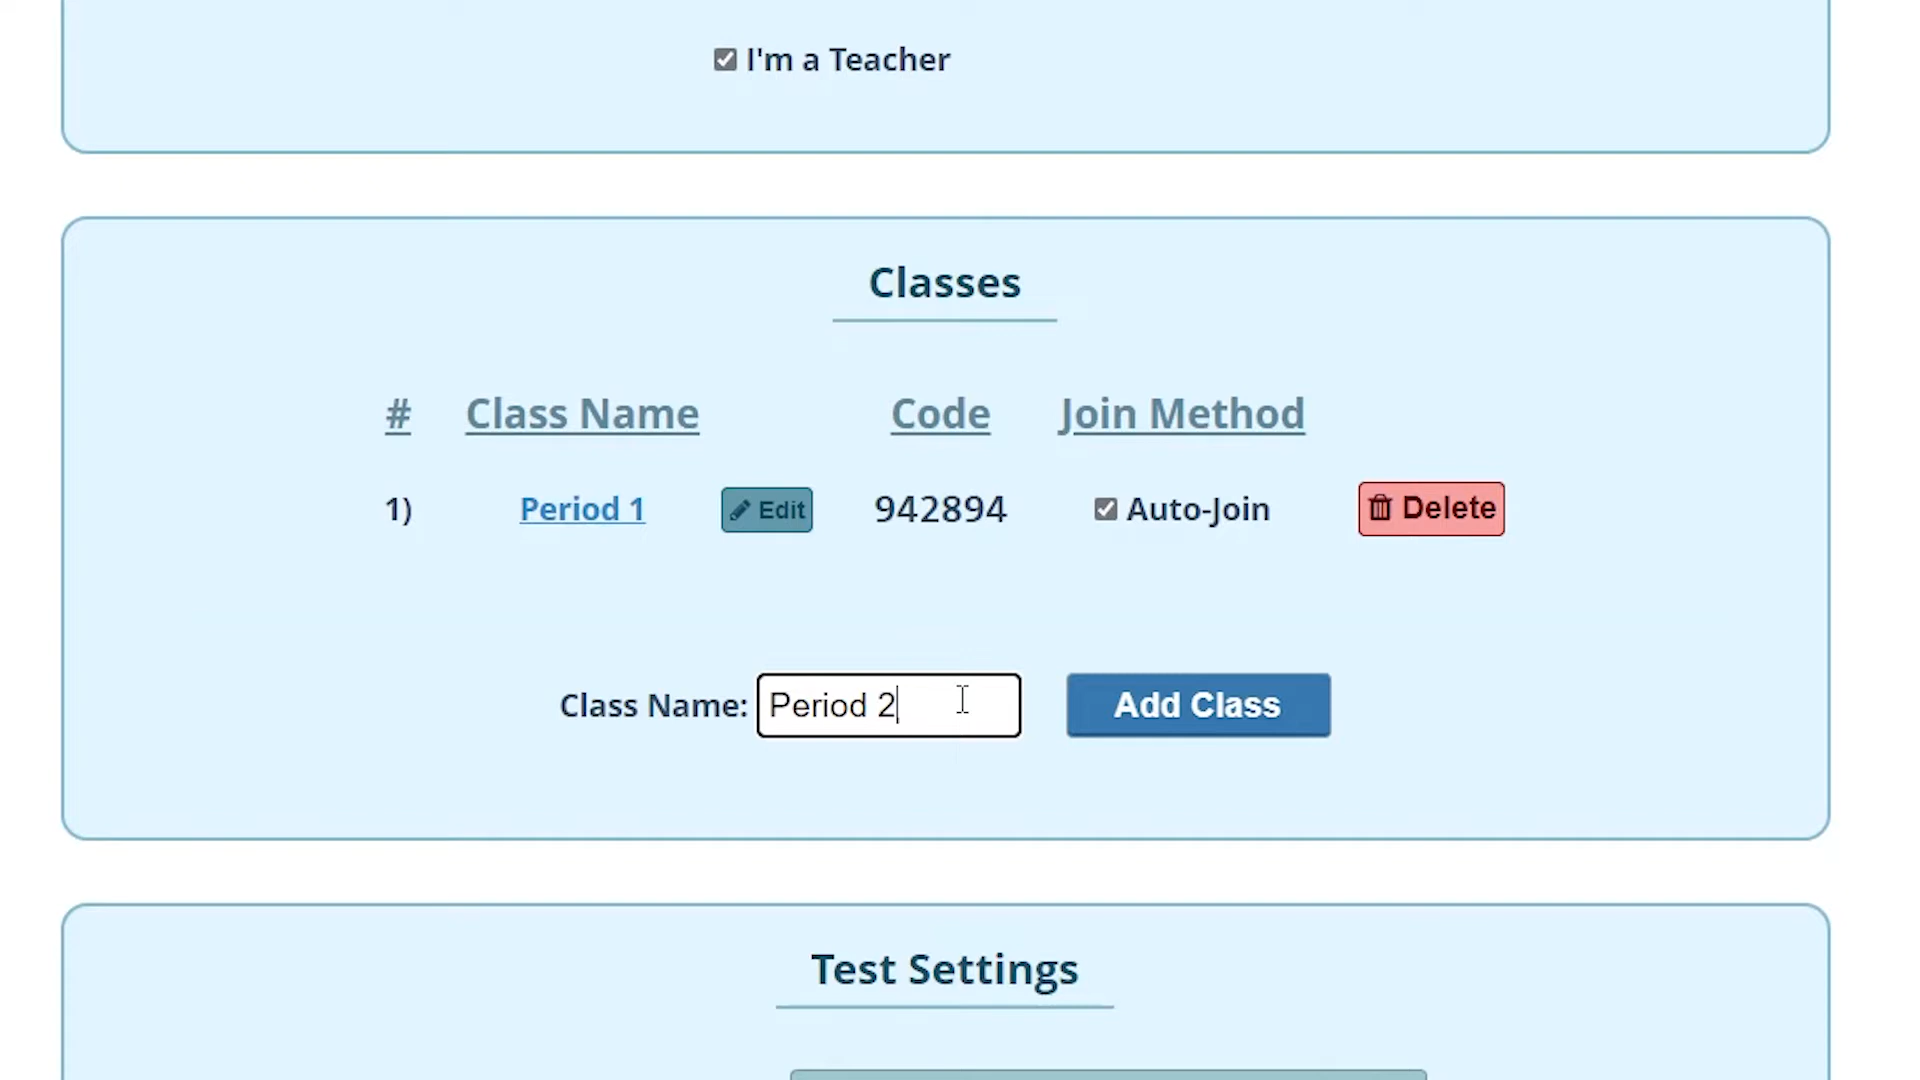 I'm a Teacher
Classes
# Class Name Code Join Method
1) Period 1 Edit 942894 Auto-Join Delete
Class Name: Period 2 Add Class
Test Settings